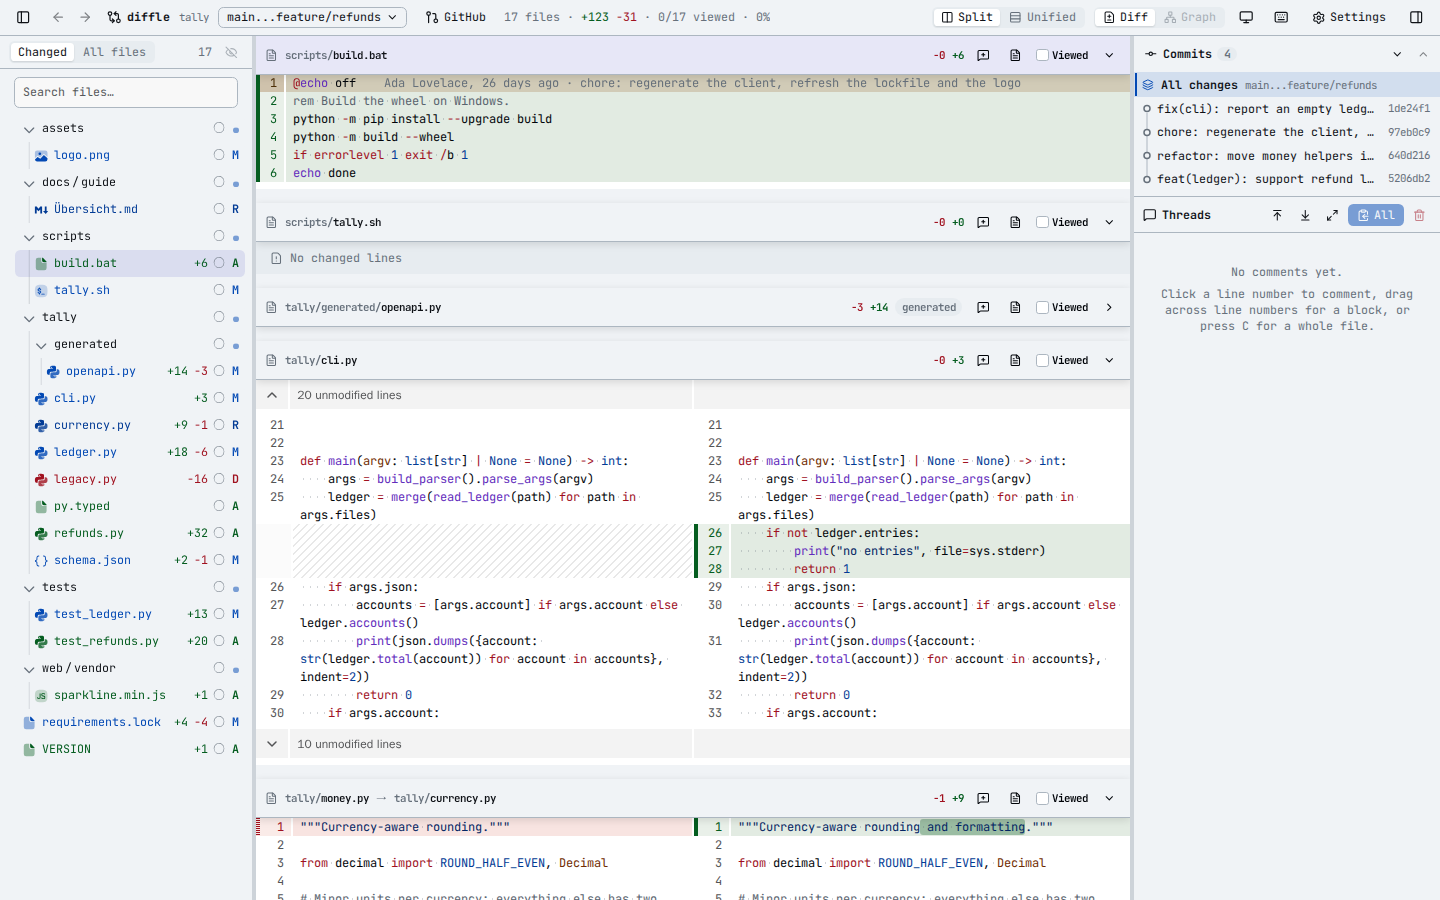 diffle tally main...feature/refunds GitHub 17 files · +123 -31 · 0/17 viewed · 0% Split Unified Diff Graph Settings
Changed All files 17
Search files…
assets
logo.png M
docs/guide
Übersicht.md R
scripts
build.bat +6 A
tally.sh M
tally
generated
openapi.py +14 -3 M
cli.py +3 M
currency.py +9 -1 R
ledger.py +18 -6 M
legacy.py -16 D
py.typed A
refunds.py +32 A
schema.json +2 -1 M
tests
test_ledger.py +13 M
test_refunds.py +20 A
web/vendor
sparkline.min.js +1 A
requirements.lock +4 -4 M
VERSION +1 A
scripts/build.bat -0 +6 Viewed
1 @echo off Ada Lovelace, 26 days ago · chore: regenerate the client, refresh the lockfile and the logo
2 rem Build the wheel on Windows.
3 python -m pip install --upgrade build
4 python -m build --wheel
5 if errorlevel 1 exit /b 1
6 echo done
scripts/tally.sh -0 +0 Viewed
No changed lines
tally/generated/openapi.py -3 +14 generated Viewed
tally/cli.py -0 +3 Viewed
20 unmodified lines
21 21
22 22
23 def main(argv: list[str] | None = None) -> int: 23 def main(argv: list[str] | None = None) -> int:
24 args = build_parser().parse_args(argv) 24 args = build_parser().parse_args(argv)
25 ledger = merge(read_ledger(path) for path in 25 ledger = merge(read_ledger(path) for path in
args.files) args.files)
26 if not ledger.entries:
27 print("no entries", file=sys.stderr)
28 return 1
26 if args.json: 29 if args.json:
27 accounts = [args.account] if args.account else 30 accounts = [args.account] if args.account else
ledger.accounts() ledger.accounts()
28 print(json.dumps({account: 31 print(json.dumps({account:
str(ledger.total(account)) for account in accounts}, str(ledger.total(account)) for account in accounts},
indent=2)) indent=2))
29 return 0 32 return 0
30 if args.account: 33 if args.account:
10 unmodified lines
tally/money.py → tally/currency.py -1 +9 Viewed
1 """Currency-aware rounding.""" 1 """Currency-aware rounding and formatting."""
2 2
3 from decimal import ROUND_HALF_EVEN, Decimal 3 from decimal import ROUND_HALF_EVEN, Decimal
4 4
5 # Minor units per currency; everything else has two 5 # Minor units per currency; everything else has two
Commits 4
All changes main...feature/refunds
fix(cli): report an empty ledg… 1de24f1
chore: regenerate the client, … 97eb0c9
refactor: move money helpers i… 640d216
feat(ledger): support refund l… 5206db2
Threads All
No comments yet.
Click a line number to comment, drag
across line numbers for a block, or
press C for a whole file.